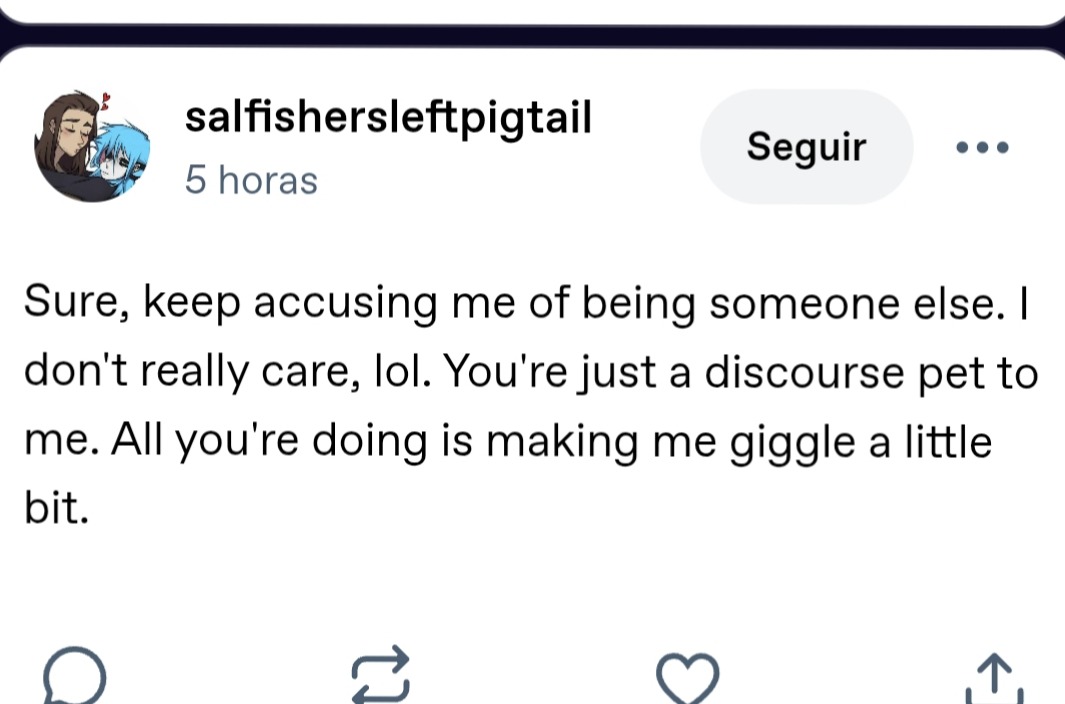 salfishersleftpigtail
5 horas
Seguir
Sure, keep accusing me of being someone else. I
don't really care, lol. You're just a discourse pet to
me. All you're doing is making me giggle a little
bit.